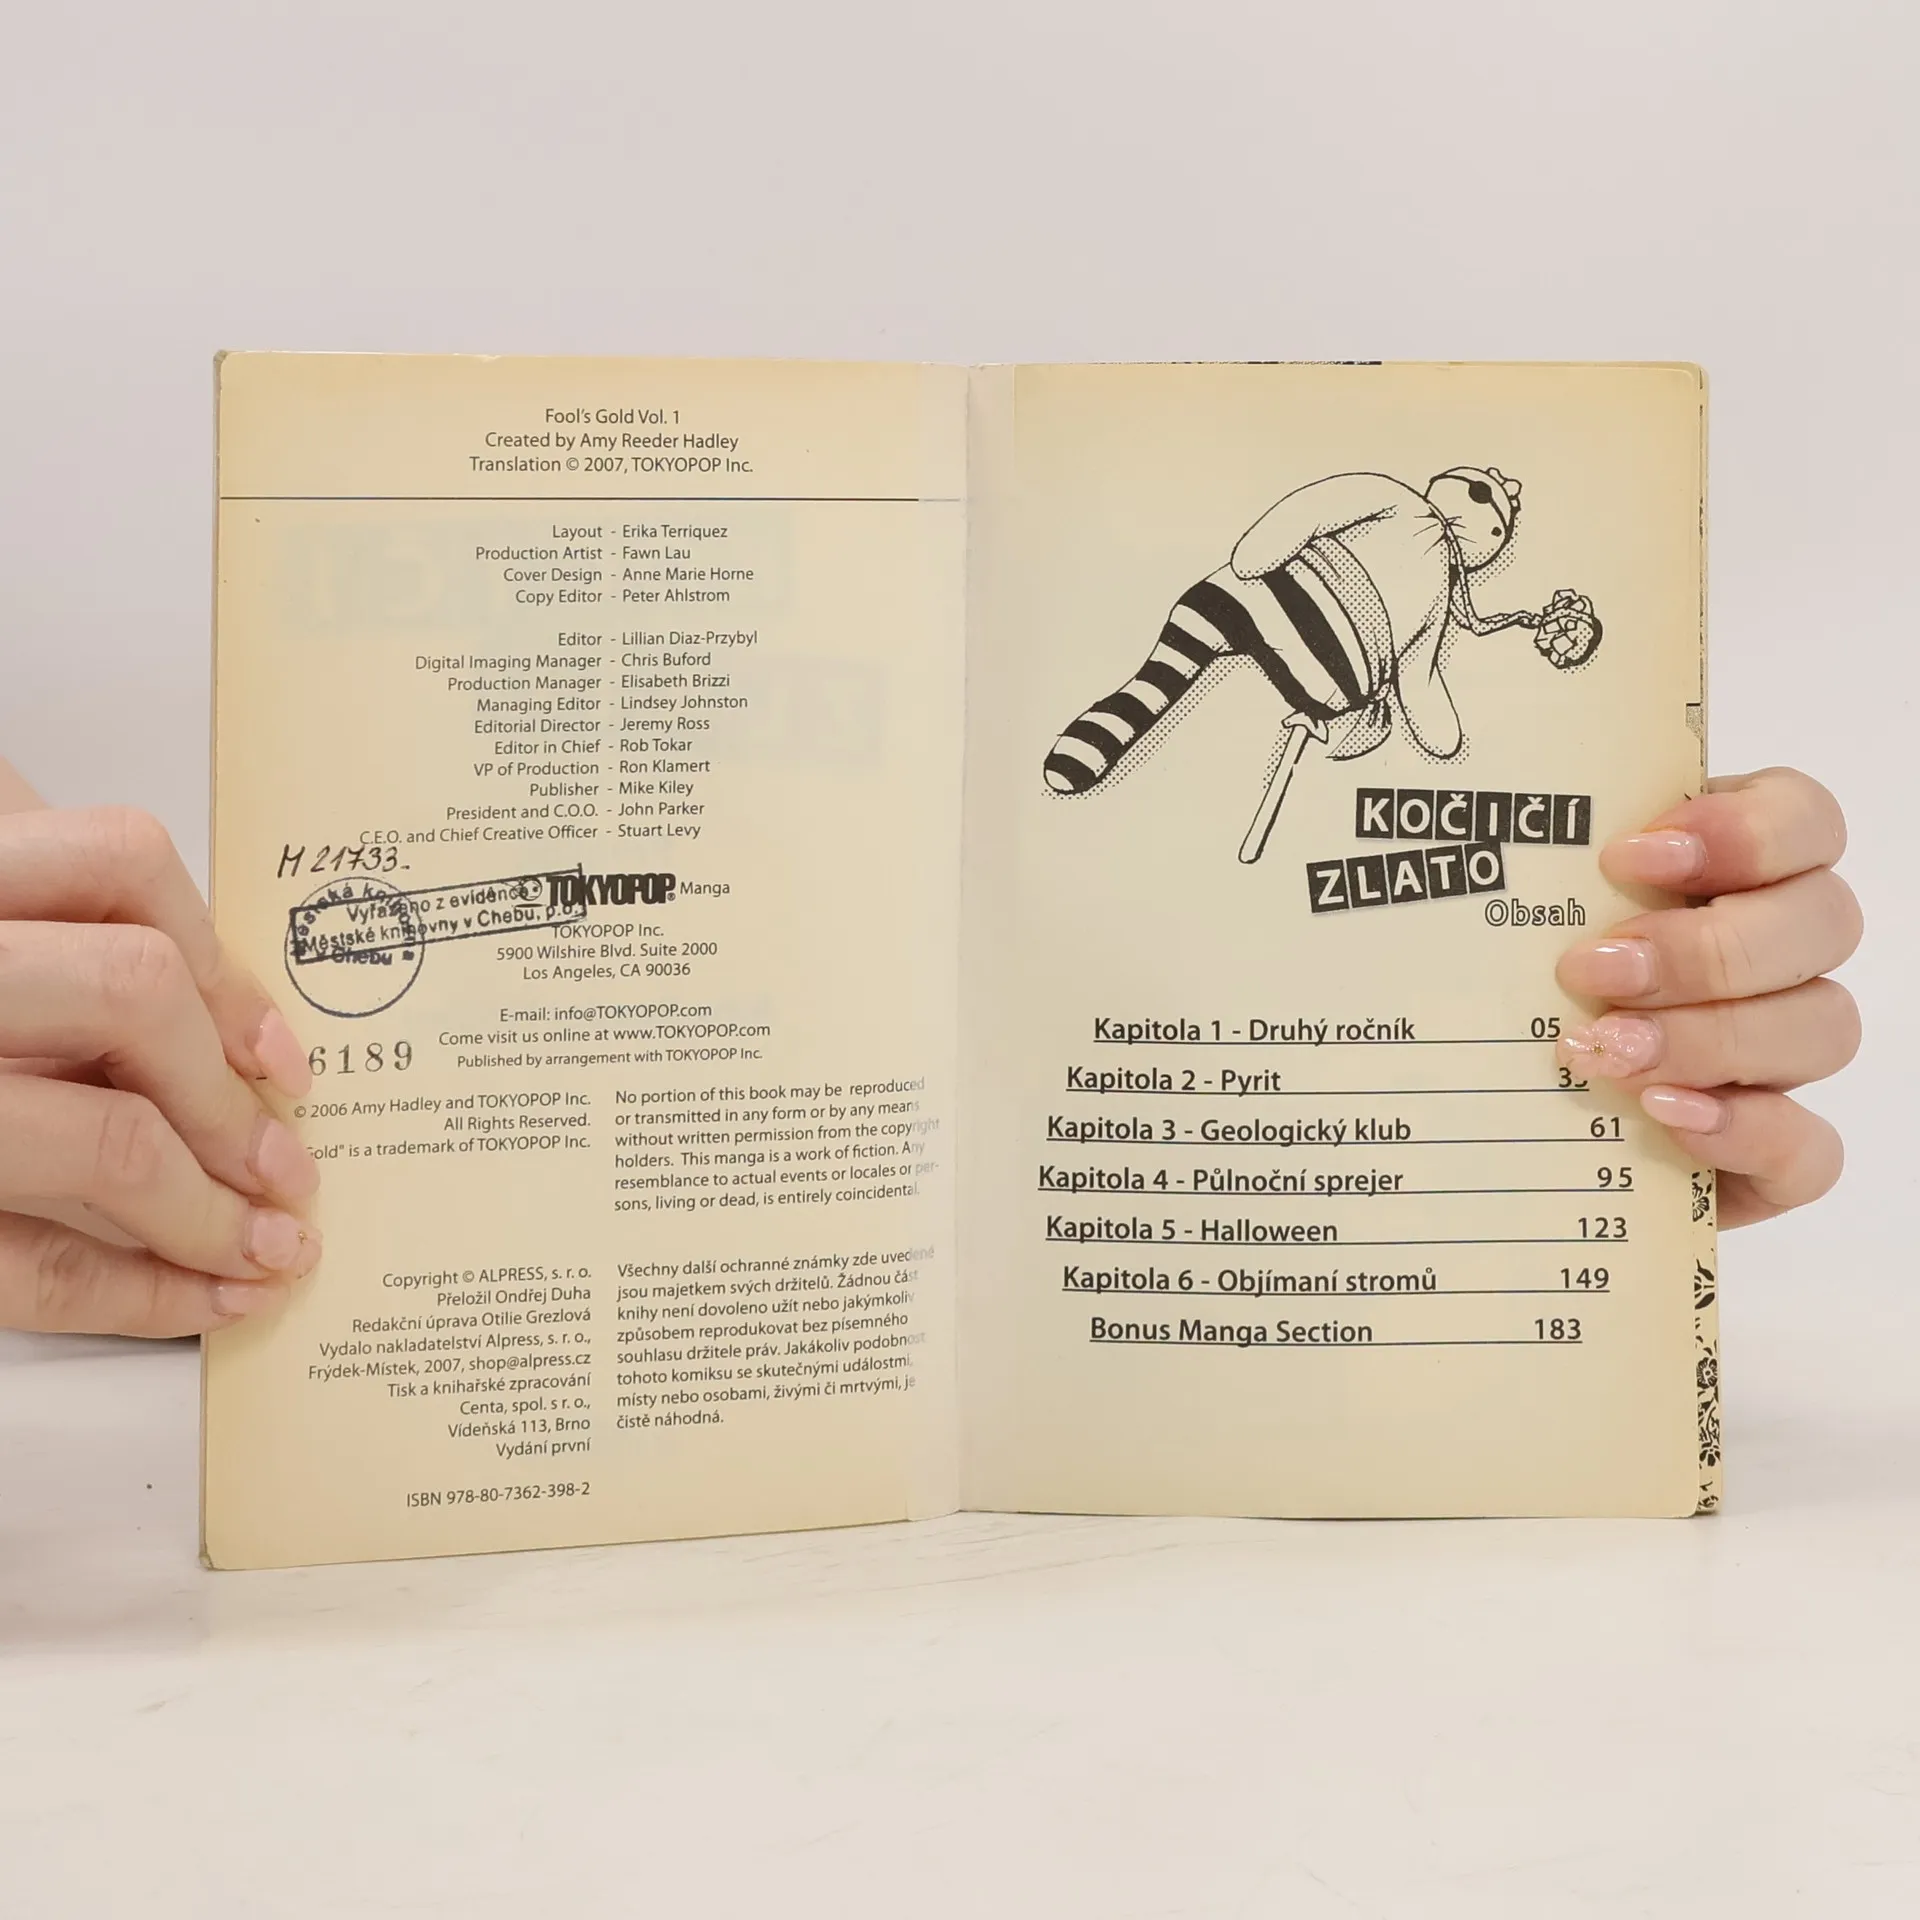 Fool's Gold Vol. 1
Created by Amy Reeder Hadley
Translation © 2007, TOKYOPOP Inc.
Layout - Erika Terriquez
Production Artist - Fawn Lau
Cover Design - Anne Marie Horne
Copy Editor - Peter Ahlstrom
Editor - Lillian Diaz-Przybyl
Digital Imaging Manager - Chris Buford
Production Manager - Elisabeth Brizzi
Managing Editor - Lindsey Johnston
Editorial Director - Jeremy Ross
Editor in Chief - Rob Tokar
VP of Production - Ron Klamert
Publisher - Mike Kiley
President and C.O.O. - John Parker
C.E.O. and Chief Creative Officer - Stuart Levy
M 21733.
Vyřazeno z evidence
Městské knihovny v Chebu, p.o.
v Chebu
TOKYOPOP® Manga
TOKYOPOP Inc.
5900 Wilshire Blvd. Suite 2000
Los Angeles, CA 90036
E-mail: info@TOKYOPOP.com
Come visit us online at www.TOKYOPOP.com
Published by arrangement with TOKYOPOP Inc.
6189
© 2006 Amy Hadley and TOKYOPOP Inc.
All Rights Reserved.
Gold" is a trademark of TOKYOPOP Inc.
No portion of this book may be reproduced
or transmitted in any form or by any means
without written permission from the copyright
holders. This manga is a work of fiction. Any
resemblance to actual events or locales or per-
sons, living or dead, is entirely coincidental.
Copyright © ALPRESS, s. r. o.
Přeložil Ondřej Duha
Redakční úprava Otilie Grezlová
Vydalo nakladatelství Alpress, s. r. o.,
Frýdek-Místek, 2007, shop@alpress.cz
Tisk a knihařské zpracování
Centa, spol. s r. o.,
Vídeňská 113, Brno
Vydání první
Všechny další ochranné známky zde uvedené
jsou majetkem svých držitelů. Žádnou část
knihy není dovoleno užít nebo jakýmkoliv
způsobem reprodukovat bez písemného
souhlasu držitele práv. Jakákoliv podobnost
tohoto komiksu se skutečnými událostmi,
místy nebo osobami, živými či mrtvými, je
čistě náhodná.
ISBN 978-80-7362-398-2
KOČIČÍ
ZLATO
Obsah
Kapitola 1 - Druhý ročník 05
Kapitola 2 - Pyrit
Kapitola 3 - Geologický klub 61
Kapitola 4 - Půlnoční sprejer 95
Kapitola 5 - Halloween 123
Kapitola 6 - Objímaní stromů 149
Bonus Manga Section 183